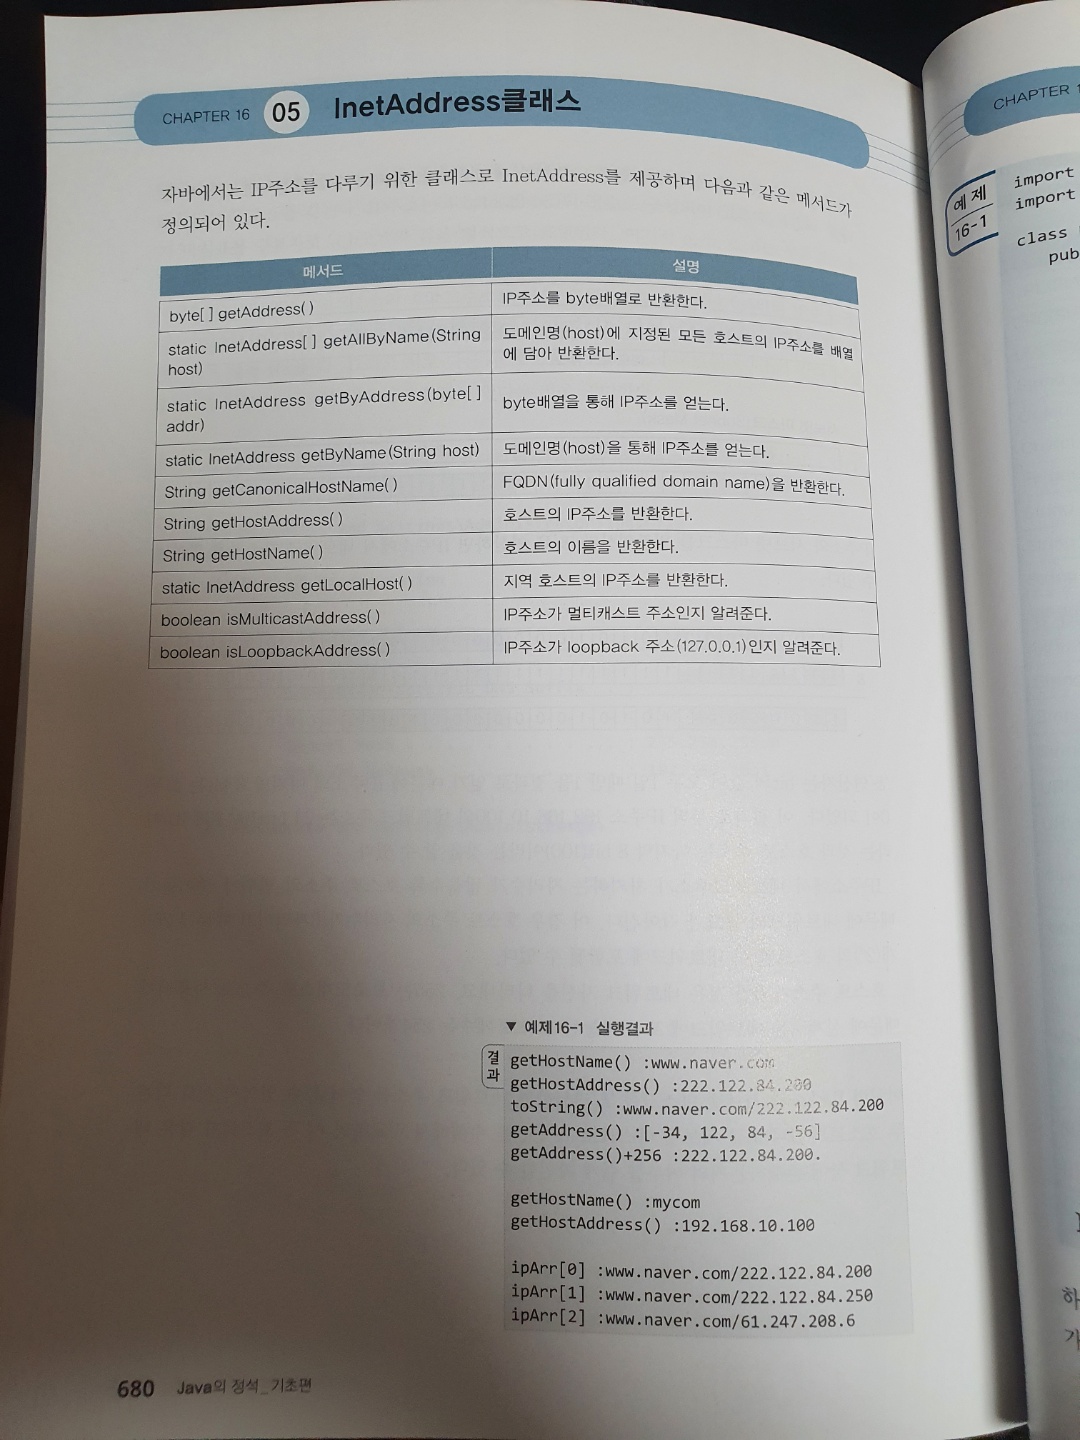 CHAPTER 16 05 InetAddress클래스
자바에서는 IP주소를 다루기 위한 클래스로 InetAddress를 제공하며 다음과 같은 메서드가
정의되어 있다.
메서드 설명
byte[] getAddress() IP주소를 byte배열로 반환한다.
static InetAddress[] getAllByName(String 도메인명(host)에 지정된 모든 호스트의 IP주소를 배열
host) 에 담아 반환한다.
static InetAddress getByAddress(byte[] byte배열을 통해 IP주소를 얻는다.
addr)
static InetAddress getByName(String host) 도메인명(host)을 통해 IP주소를 얻는다.
String getCanonicalHostName() FQDN(fully qualified domain name)을 반환한다.
String getHostAddress() 호스트의 IP주소를 반환한다.
String getHostName() 호스트의 이름을 반환한다.
static InetAddress getLocalHost() 지역 호스트의 IP주소를 반환한다.
boolean isMulticastAddress() IP주소가 멀티캐스트 주소인지 알려준다.
boolean isLoopbackAddress() IP주소가 loopback 주소(127.0.0.1)인지 알려준다.
▼ 예제16-1 실행결과
결과
getHostName() :www.naver.com
getHostAddress() :222.122.84.200
toString() :www.naver.com/222.122.84.200
getAddress() :[-34, 122, 84, -56]
getAddress()+256 :222.122.84.200.
getHostName() :mycom
getHostAddress() :192.168.10.100
ipArr[0] :www.naver.com/222.122.84.200
ipArr[1] :www.naver.com/222.122.84.250
ipArr[2] :www.naver.com/61.247.208.6
680 Java의 정석_기초편
CHAPTER
예제
16-1
import
import
class